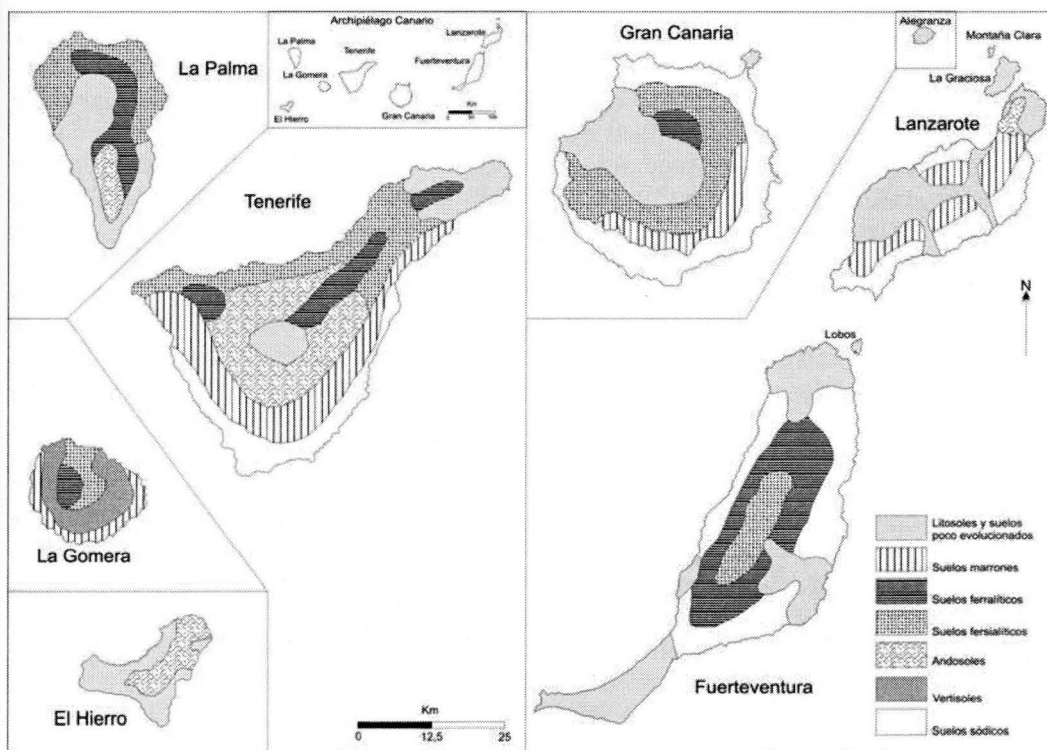 La Palma
Archipiélago Canario
La Palma
Tenerife
Lanzarote
Fuerteventura
La Gomera
El Hierro
Gran Canaria
Km
Gran Canaria
Alegranza
Montaña Clara
La Graciosa
Lanzarote
Tenerife
N
Lobos
La Gomera
El Hierro
Fuerteventura
Km
0 12,5 25
Litosoles y suelos
poco evolucionados
Suelos marrones
Suelos ferralíticos
Suelos fersialíticos
Andosoles
Vertisoles
Suelos sódicos